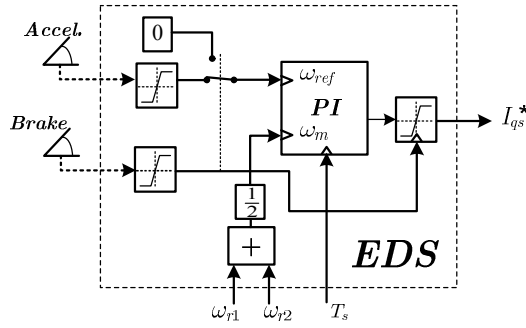 Accel.
0
ω_ref
PI
ω_m
I_qs*
Brake
1/2
+
EDS
ω_r1
ω_r2
T_s